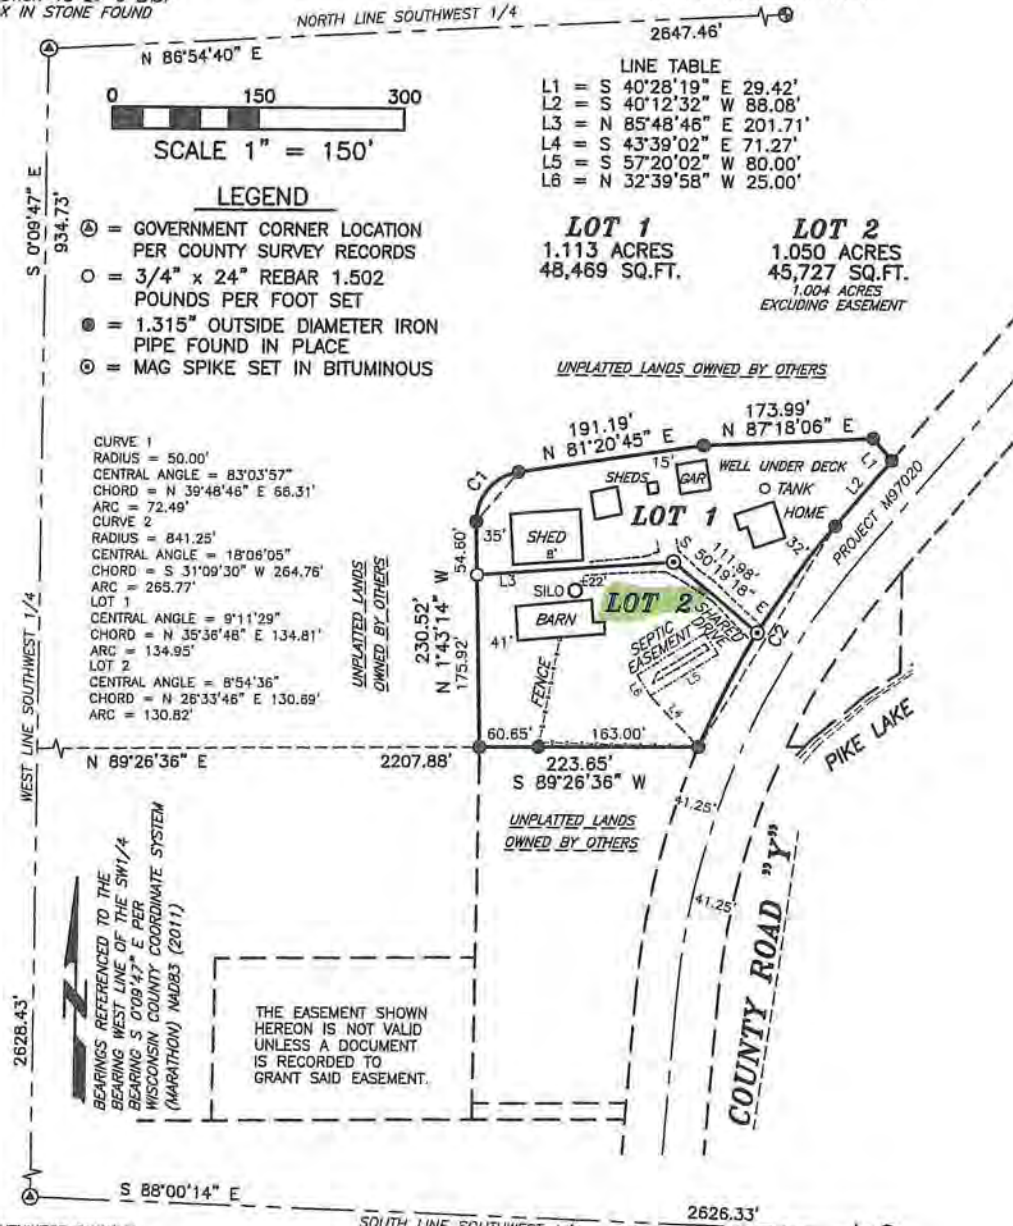 X IN STONE FOUND
NORTH LINE SOUTHWEST 1/4
2647.46'
N 86°54'40" E
0 150 300
SCALE 1" = 150'
LINE TABLE
L1 = S 40°28'19" E 29.42'
L2 = S 40°12'32" W 88.08'
L3 = N 85°48'46" E 201.71'
L4 = S 43°39'02" E 71.27'
L5 = S 57°20'02" W 80.00'
L6 = N 32°39'58" W 25.00'
S 0°09'47" E
934.73'
LEGEND
= GOVERNMENT CORNER LOCATION
PER COUNTY SURVEY RECORDS
= 3/4" x 24" REBAR 1.502
POUNDS PER FOOT SET
= 1.315" OUTSIDE DIAMETER IRON
PIPE FOUND IN PLACE
= MAG SPIKE SET IN BITUMINOUS
LOT 1
1.113 ACRES
48,469 SQ.FT.
LOT 2
1.050 ACRES
45,727 SQ.FT.
1.004 ACRES
EXCUDING EASEMENT
UNPLATTED LANDS OWNED BY OTHERS
CURVE 1
RADIUS = 50.00'
CENTRAL ANGLE = 83°03'57"
CHORD = N 39°48'46" E 66.31'
ARC = 72.49'
CURVE 2
RADIUS = 841.25'
CENTRAL ANGLE = 18°06'05"
CHORD = S 31°09'30" W 264.76'
ARC = 265.77'
LOT 1
CENTRAL ANGLE = 9°11'29"
CHORD = N 35°36'48" E 134.81'
ARC = 134.95'
LOT 2
CENTRAL ANGLE = 8°54'36"
CHORD = N 26°33'46" E 130.69'
ARC = 130.82'
191.19'
N 81°20'45" E
173.99'
N 87°18'06" E
C1
L1
L2
15'
SHEDS
GAR
WELL UNDER DECK
TANK
HOME
32'
LOT 1
SHED
8'
35'
54.60'
L3
PROJECT M97020
111.98'
S 50°19'18" E
SILO
22'
LOT 2
BARN
41'
SHARED
DRIVE
SEPTIC
EASEMENT
L5
L6
L4
C2
FENCE
UNPLATTED LANDS
OWNED BY OTHERS
230.52'
N 1°43'14" W
175.92'
WEST LINE SOUTHWEST 1/4
N 89°26'36" E
2207.88'
60.65'
163.00'
223.65'
S 89°26'36" W
UNPLATTED LANDS
OWNED BY OTHERS
PIKE LAKE
41.25'
41.25'
COUNTY ROAD "Y"
BEARINGS REFERENCED TO THE
BEARING WEST LINE OF THE SW1/4
BEARING S 0°09'47" E PER
WISCONSIN COUNTY COORDINATE SYSTEM
(MARATHON) NAD83 (2011)
THE EASEMENT SHOWN
HEREON IS NOT VALID
UNLESS A DOCUMENT
IS RECORDED TO
GRANT SAID EASEMENT.
2628.43'
S 88°00'14" E
2626.33'
SOUTH LINE SOUTHWEST